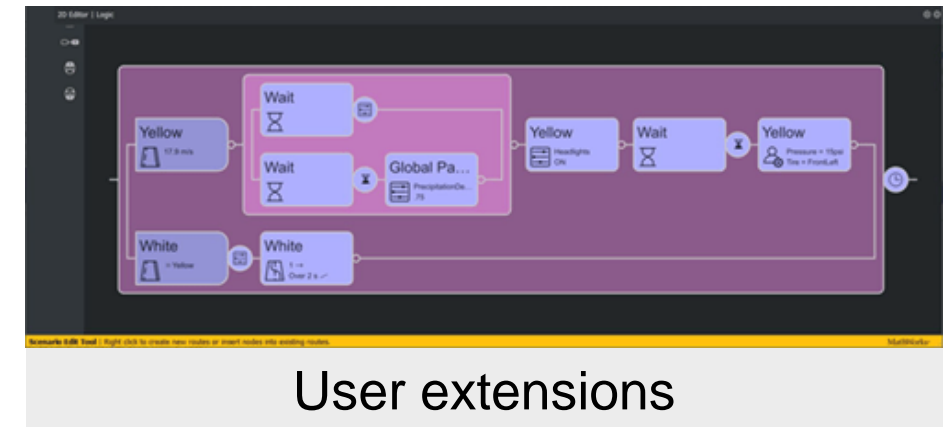 2D Editor | Logic
Wait
Yellow
17.9 m/s
Wait
Global Pa...
PrecipitationDe...
.75
Yellow
Headlights
ON
Wait
Yellow
Pressure = 15psi
Tire = FrontLeft
White
= Yellow
White
1 →
Over 2 s
Scenario Edit Tool | Right click to create new routes or insert nodes into existing routes.
MathWorks
User extensions